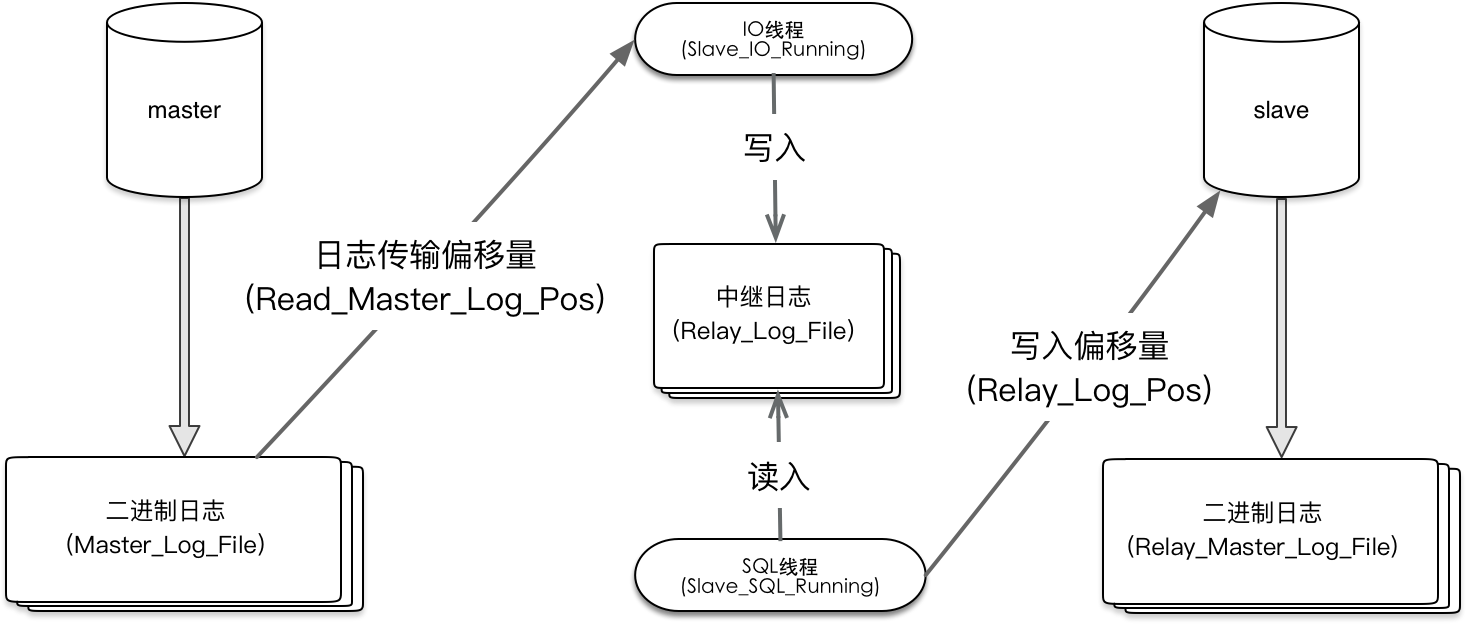 master
IO线程
(Slave_IO_Running)
slave
写入
日志传输偏移量
(Read_Master_Log_Pos)
中继日志
(Relay_Log_File)
写入偏移量
(Relay_Log_Pos)
读入
二进制日志
(Master_Log_File)
SQL线程
(Slave_SQL_Running)
二进制日志
(Relay_Master_Log_File)